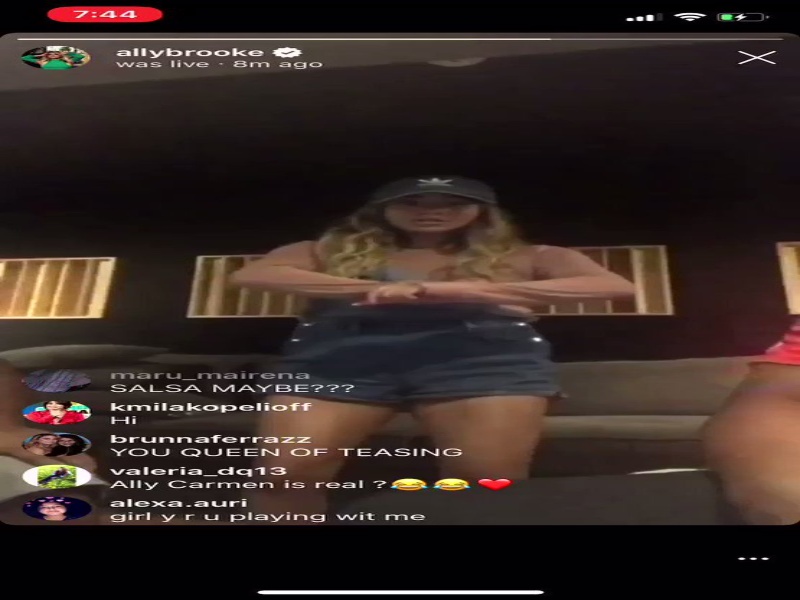 7:44
allybrooke
was live · 8m ago
maru_mairena
SALSA MAYBE???
kmilakopelioff
Hi
brunnaferrazz
YOU QUEEN OF TEASING
valeria_dq13
Ally Carmen is real ?😂😂❤️
alexa.auri
girl y r u playing wit me